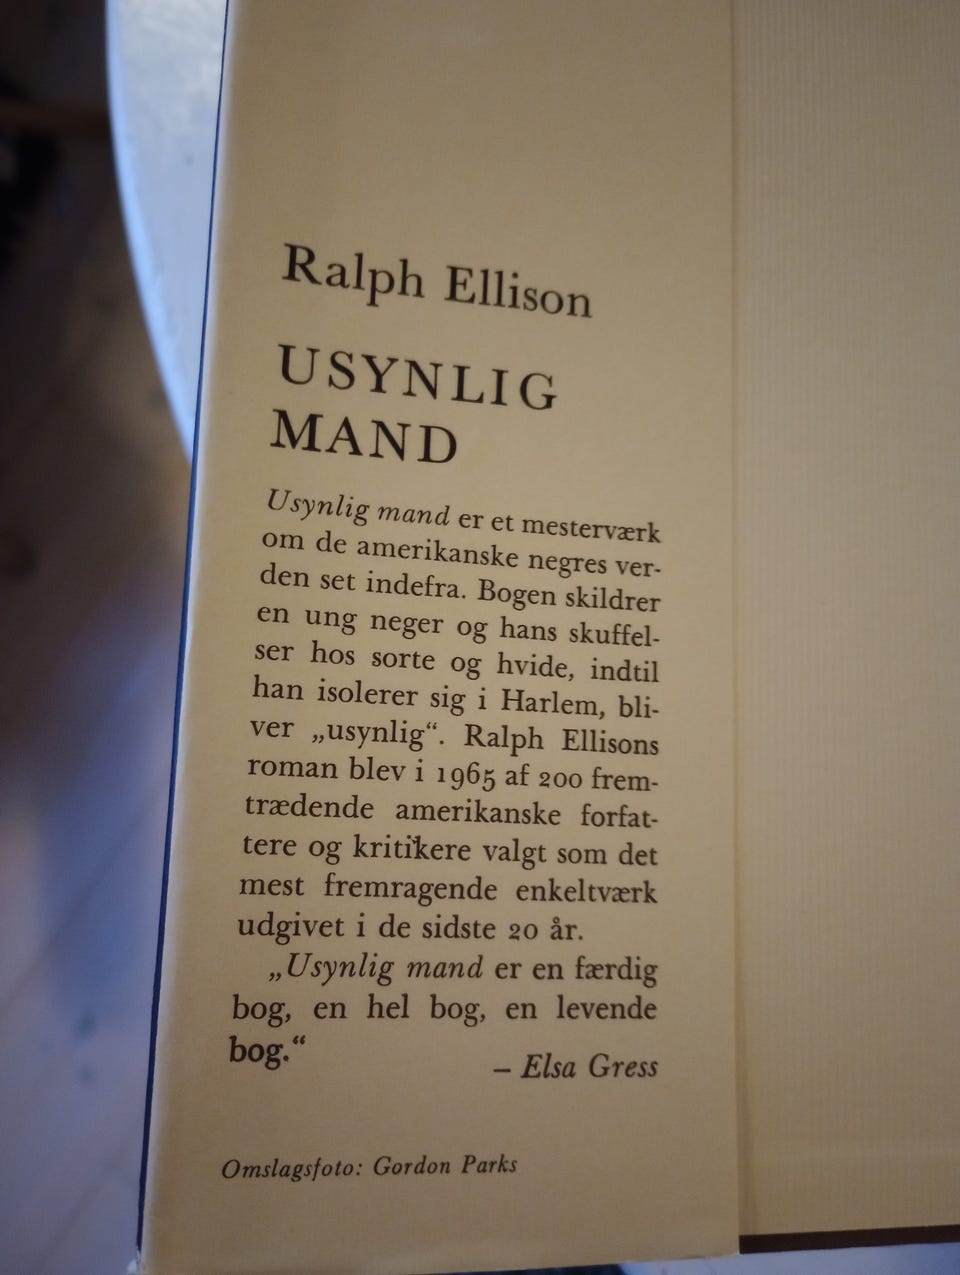 Ralph Ellison
USYNLIG
MAND
Usynlig mand er et mesterværk
om de amerikanske negres ver-
den set indefra. Bogen skildrer
en ung neger og hans skuffel-
ser hos sorte og hvide, indtil
han isolerer sig i Harlem, bli-
ver „usynlig“. Ralph Ellisons
roman blev i 1965 af 200 frem-
trædende amerikanske forfat-
tere og kritikere valgt som det
mest fremragende enkeltværk
udgivet i de sidste 20 år.
„Usynlig mand er en færdig
bog, en hel bog, en levende
bog.“
– Elsa Gress
Omslagsfoto: Gordon Parks